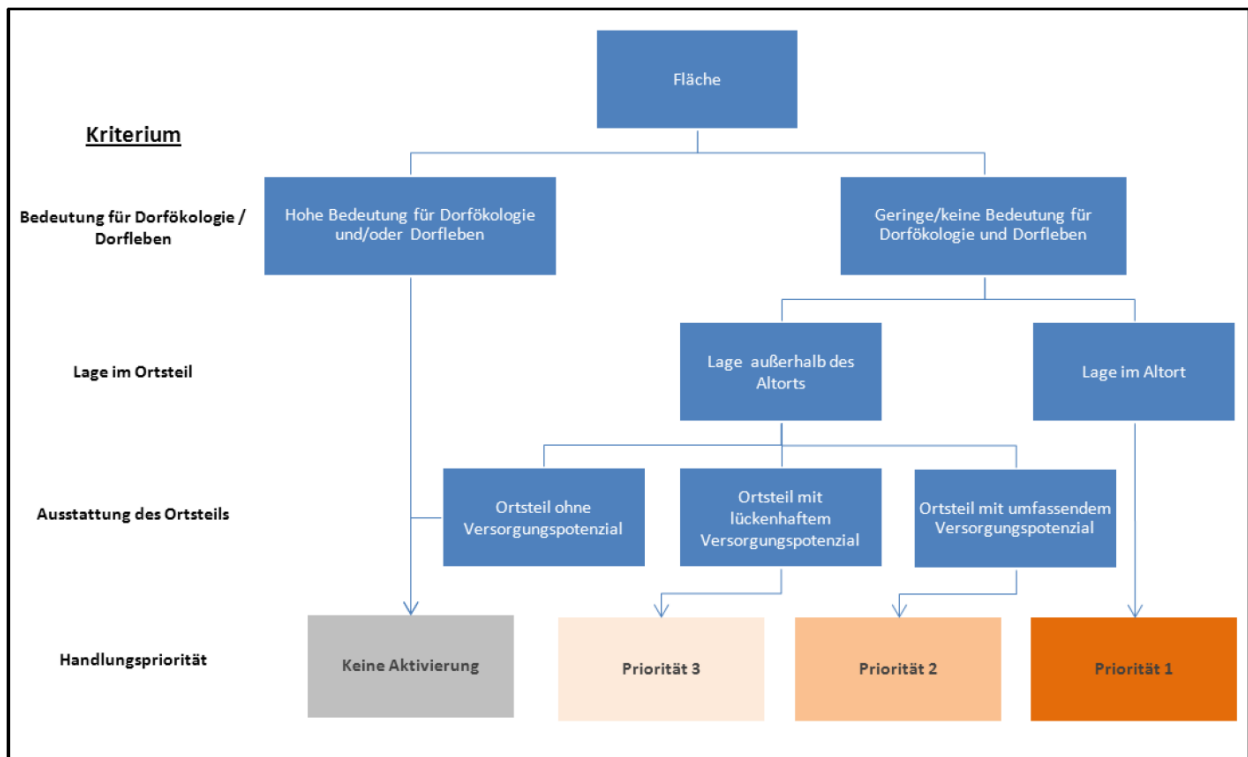 Fläche
Kriterium
Bedeutung für Dorfökologie /
Dorfleben
Hohe Bedeutung für Dorfökologie
und/oder Dorfleben
Geringe/keine Bedeutung für
Dorfökologie und Dorfleben
Lage im Ortsteil
Lage außerhalb des
Altorts
Lage im Altort
Ausstattung des Ortsteils
Ortsteil ohne
Versorgungspotenzial
Ortsteil mit
lückenhaftem
Versorgungspotenzial
Ortsteil mit umfassendem
Versorgungspotenzial
Handlungspriorität
Keine Aktivierung
Priorität 3
Priorität 2
Priorität 1